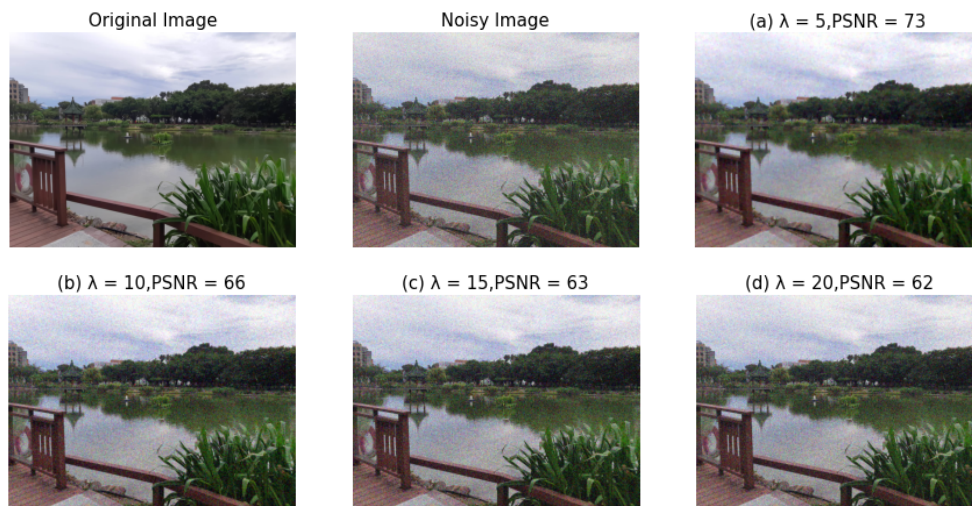 Original Image
Noisy Image
(a) λ = 5,PSNR = 73
(b) λ = 10,PSNR = 66
(c) λ = 15,PSNR = 63
(d) λ = 20,PSNR = 62